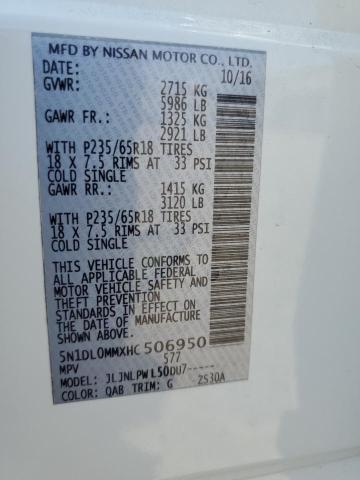 MFD BY NISSAN MOTOR CO., LTD.
DATE: 10/16
GVWR: 2715 KG
5986 LB
GAWR FR.: 1325 KG
2921 LB
WITH P235/65R18 TIRES
18 X 7.5 RIMS AT 33 PSI
COLD SINGLE
GAWR RR.: 1415 KG
3120 LB
WITH P235/65R18 TIRES
18 X 7.5 RIMS AT 33 PSI
COLD SINGLE
THIS VEHICLE CONFORMS TO
ALL APPLICABLE FEDERAL
MOTOR VEHICLE SAFETY AND
THEFT PREVENTION
STANDARDS IN EFFECT ON
THE DATE OF MANUFACTURE
SHOWN ABOVE.
5N1DL0MMXHC506950
MPV 577
MODEL: JLJNLPWL50DU7-----
COLOR: QAB TRIM: G 2S30A